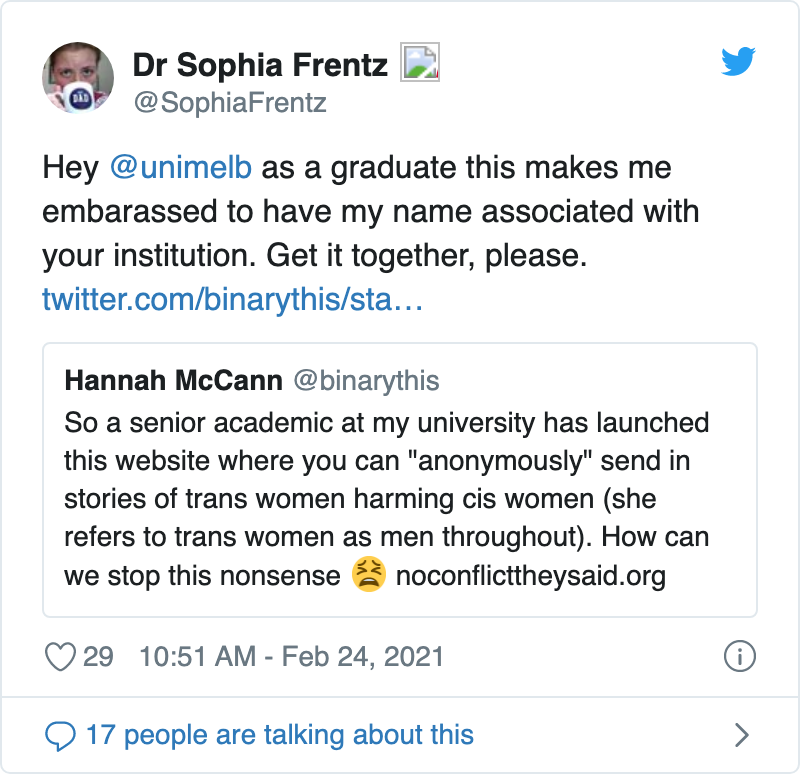 Dr Sophia Frentz
@SophiaFrentz
Hey @unimelb as a graduate this makes me
embarassed to have my name associated with
your institution. Get it together, please.
twitter.com/binarythis/sta…
Hannah McCann @binarythis
So a senior academic at my university has launched
this website where you can "anonymously" send in
stories of trans women harming cis women (she
refers to trans women as men throughout). How can
we stop this nonsense 😫 noconflicttheysaid.org
29 10:51 AM - Feb 24, 2021
17 people are talking about this